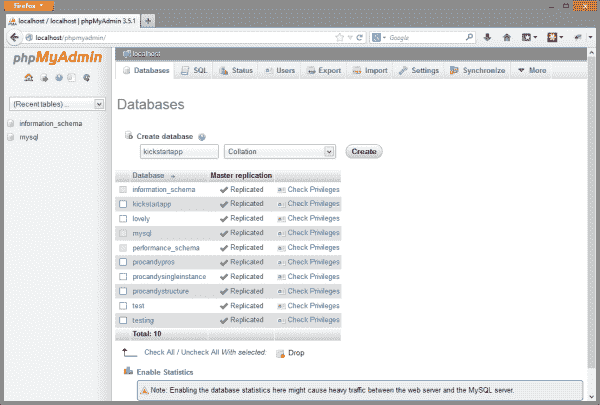 Firefox
localhost / localhost | phpMyAdmin 3.5.1
localhost/phpmyadmin/
Google
phpMyAdmin
(Recent tables) ...
information_schema
mysql
localhost
Databases SQL Status Users Export Import Settings Synchronize More
Databases
Create database
kickstartapp Collation Create
Database Master replication
information_schema Replicated Check Privileges
kickstartapp Replicated Check Privileges
lovely Replicated Check Privileges
mysql Replicated Check Privileges
performance_schema Replicated Check Privileges
procandypros Replicated Check Privileges
procandysingleinstance Replicated Check Privileges
procandystructure Replicated Check Privileges
test Replicated Check Privileges
testing Replicated Check Privileges
Total: 10
Check All / Uncheck All With selected: Drop
Enable Statistics
Note: Enabling the database statistics here might cause heavy traffic between the web server and the MySQL server.